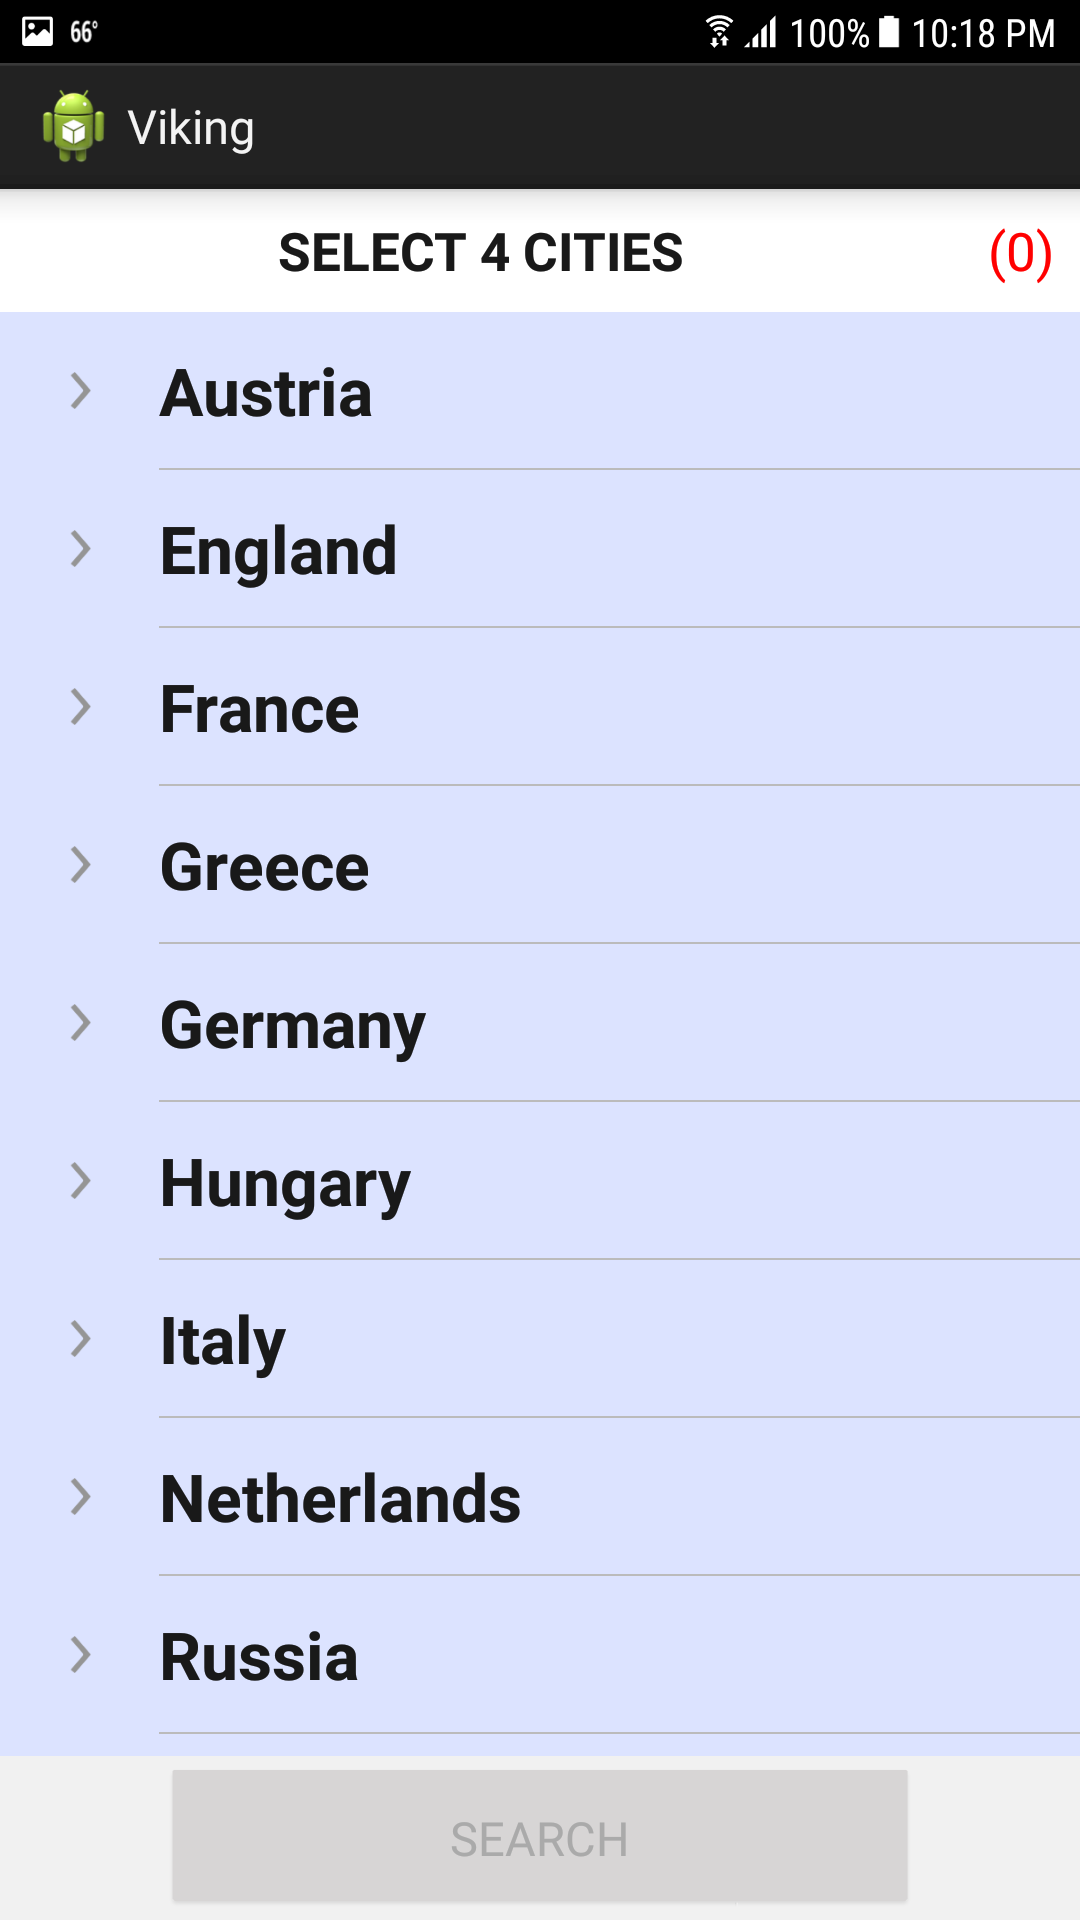 66° 100% 10:18 PM
Viking
SELECT 4 CITIES (0)
Austria
England
France
Greece
Germany
Hungary
Italy
Netherlands
Russia
SEARCH